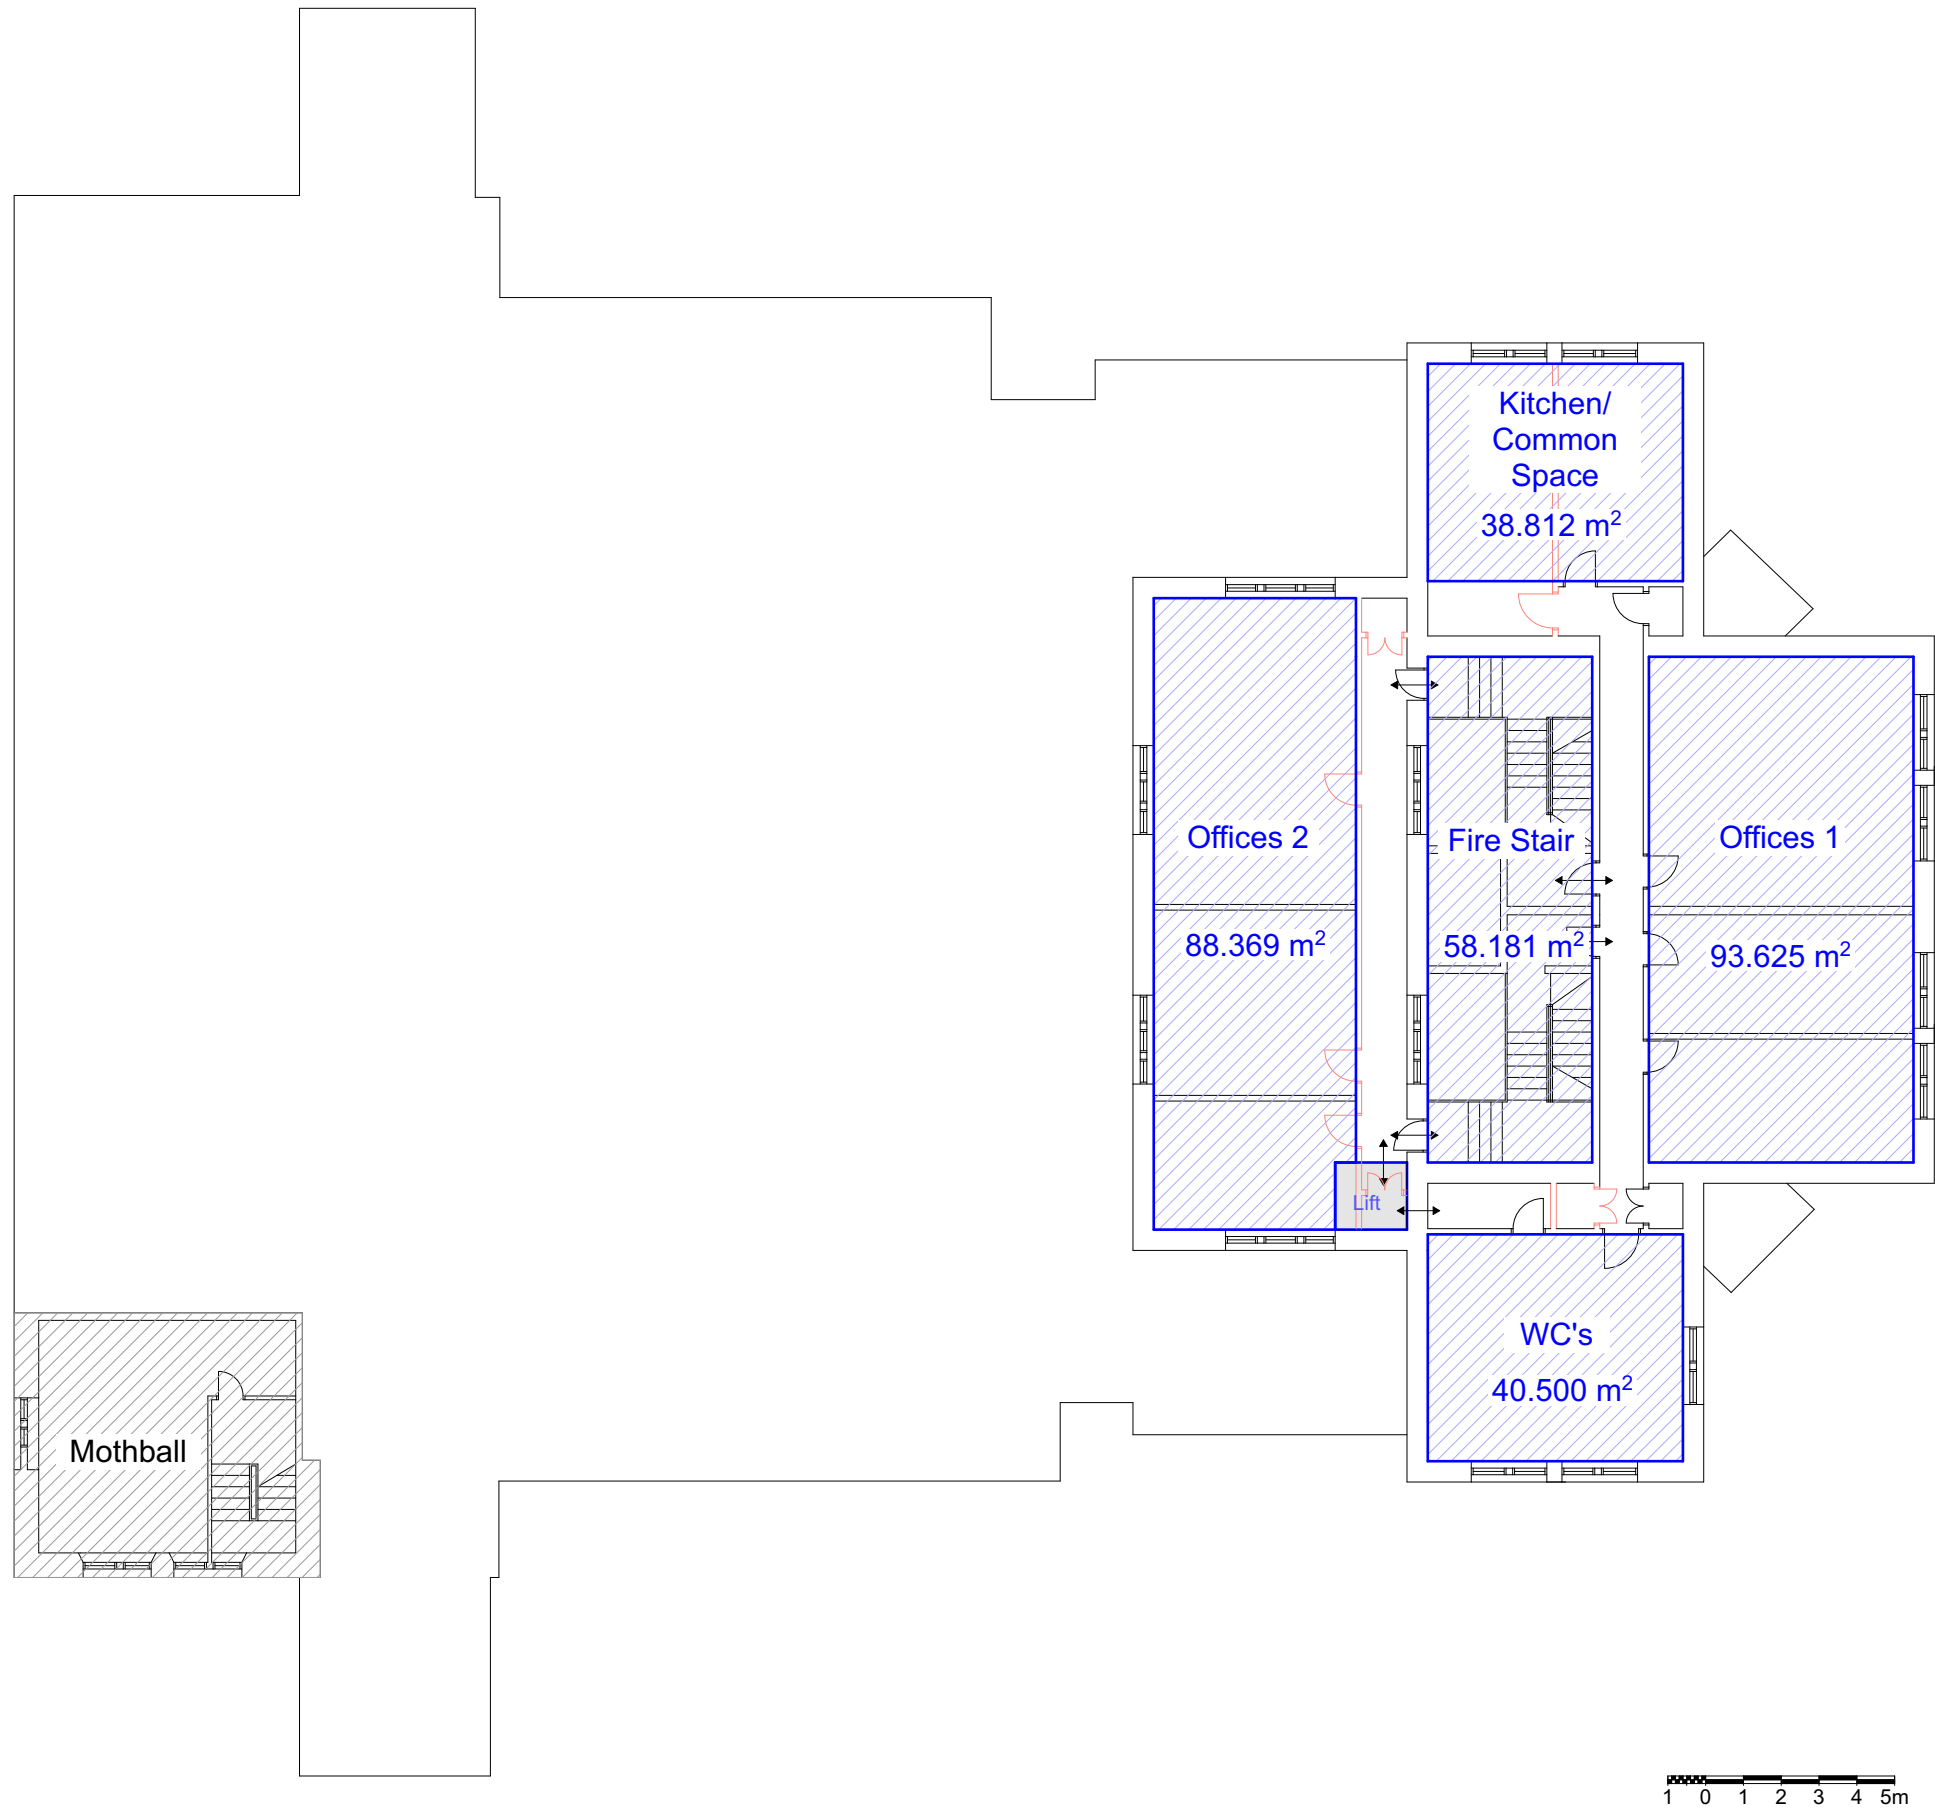 Kitchen/
Common
Space
38.812 m²
Offices 2
88.369 m²
Fire Stair
58.181 m²
Offices 1
93.625 m²
Lift
WC's
40.500 m²
Mothball
1 0 1 2 3 4 5m